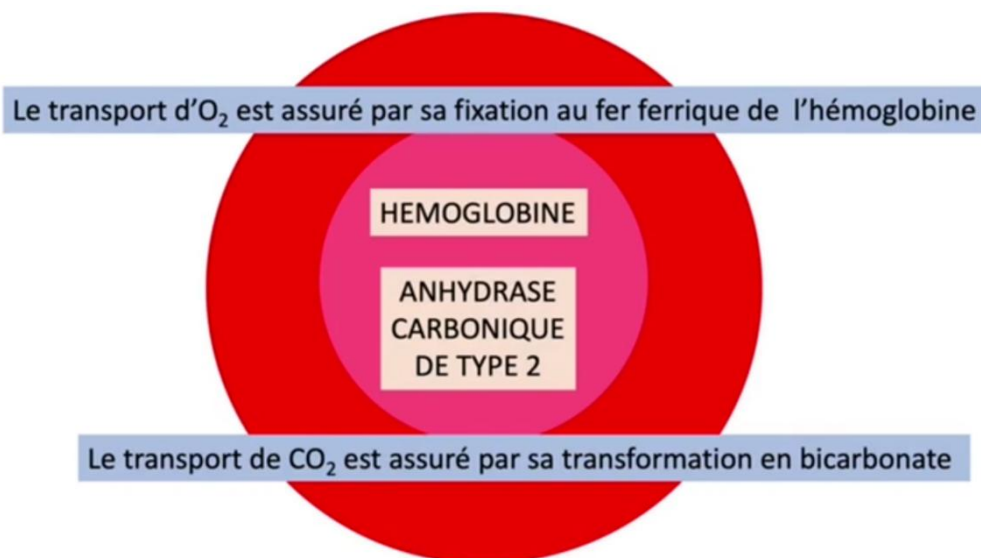 Le transport d'O₂ est assuré par sa fixation au fer ferrique de l'hémoglobine
HEMOGLOBINE
ANHYDRASE
CARBONIQUE
DE TYPE 2
Le transport de CO₂ est assuré par sa transformation en bicarbonate